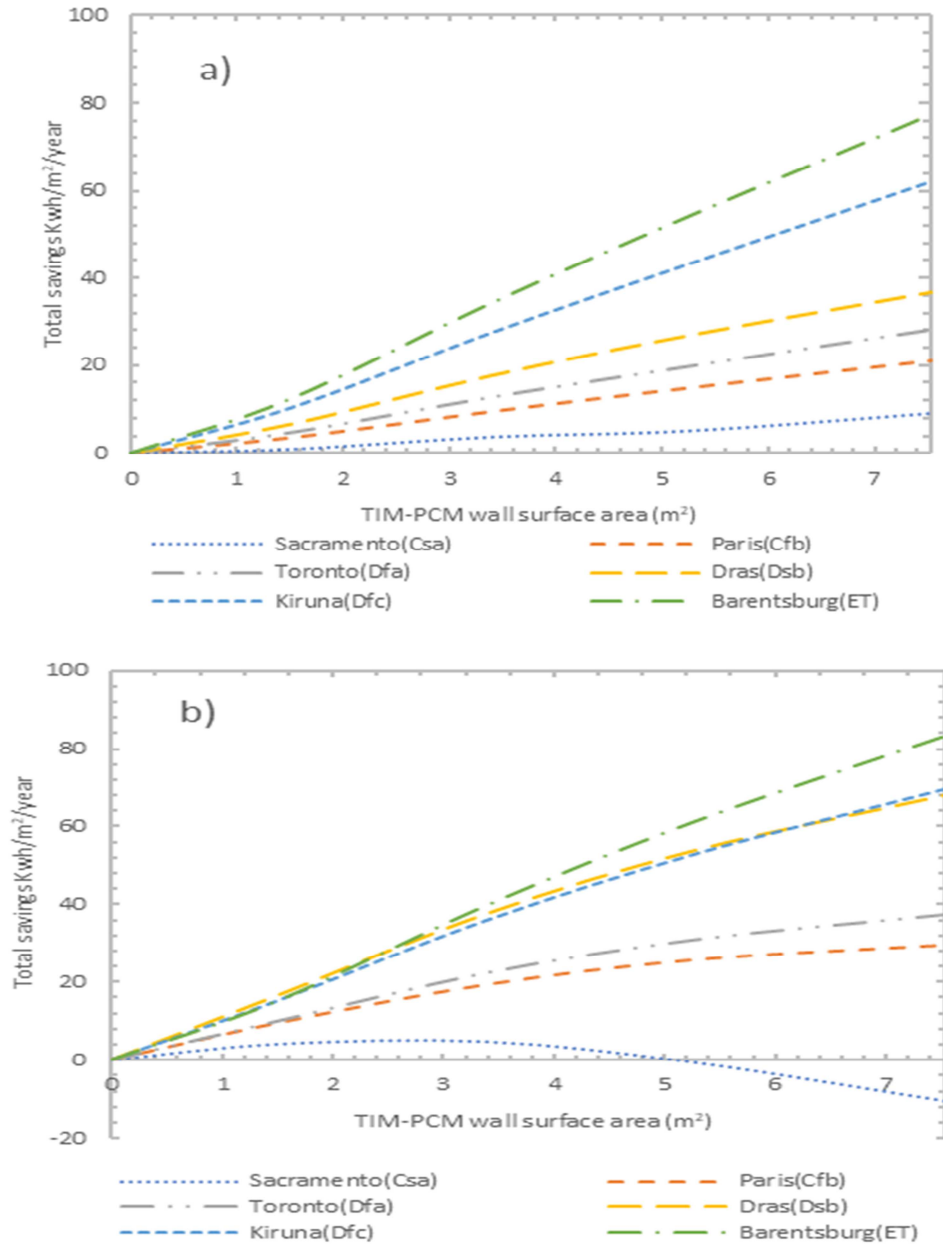 100
a)
80
60
40
20
0
Total savings Kwh/m²/year
0 1 2 3 4 5 6 7
TIM-PCM wall surface area (m²)
Sacramento(Csa) Paris(Cfb)
Toronto(Dfa) Dras(Dsb)
Kiruna(Dfc) Barentsburg(ET)
100
b)
80
60
40
20
0
-20
Total savings Kwh/m²/year
0 1 2 3 4 5 6 7
TIM-PCM wall surface area (m²)
Sacramento(Csa) Paris(Cfb)
Toronto(Dfa) Dras(Dsb)
Kiruna(Dfc) Barentsburg(ET)